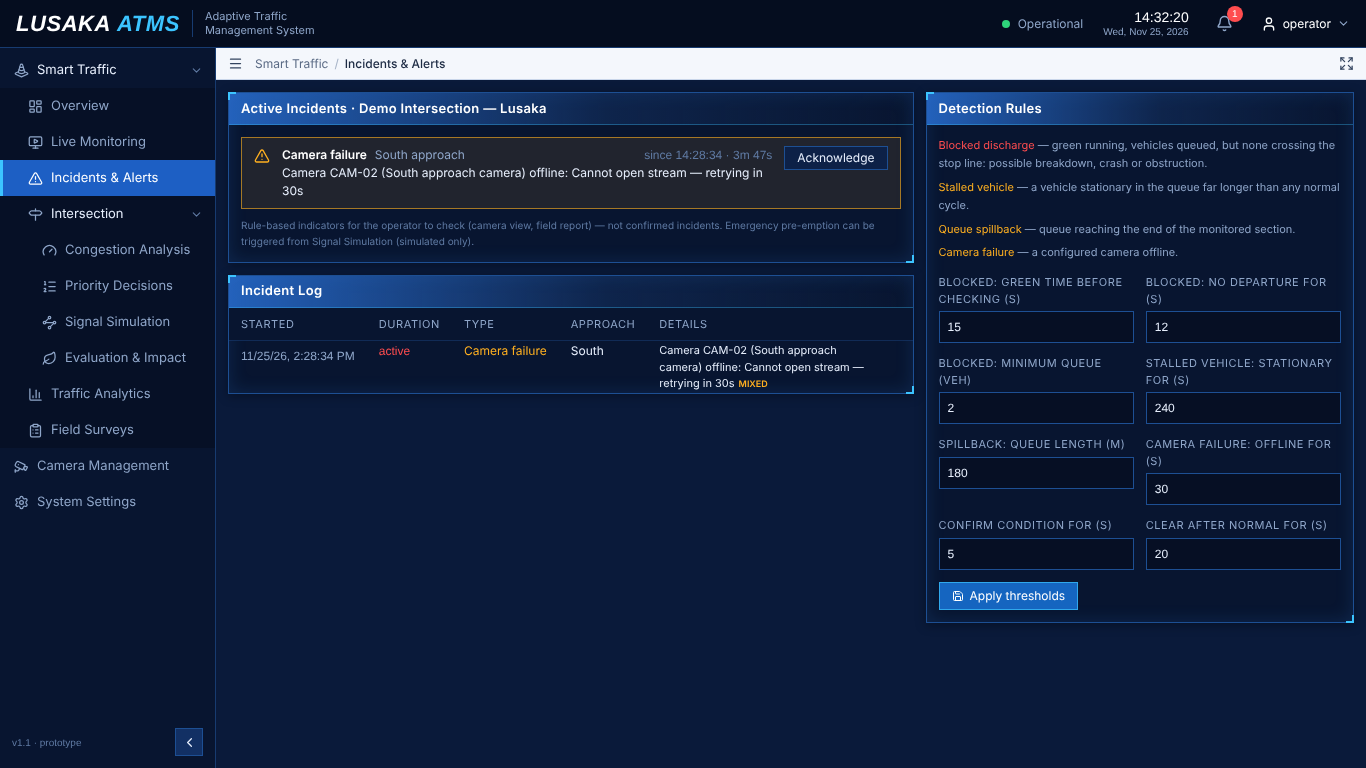 LUSAKA ATMS
Adaptive Traffic
Management System
Operational
14:32:20
Wed, Nov 25, 2026
1
operator
Smart Traffic
Overview
Live Monitoring
Incidents & Alerts
Intersection
Congestion Analysis
Priority Decisions
Signal Simulation
Evaluation & Impact
Traffic Analytics
Field Surveys
Camera Management
System Settings
v1.1 · prototype
Smart Traffic / Incidents & Alerts
Active Incidents · Demo Intersection — Lusaka
Camera failure South approach since 14:28:34 · 3m 47s
Camera CAM-02 (South approach camera) offline: Cannot open stream — retrying in
30s
Acknowledge
Rule-based indicators for the operator to check (camera view, field report) — not confirmed incidents. Emergency pre-emption can be
triggered from Signal Simulation (simulated only).
Incident Log
STARTED DURATION TYPE APPROACH DETAILS
11/25/26, 2:28:34 PM active Camera failure South Camera CAM-02 (South approach
camera) offline: Cannot open stream —
retrying in 30s MIXED
Detection Rules
Blocked discharge — green running, vehicles queued, but none crossing the
stop line: possible breakdown, crash or obstruction.
Stalled vehicle — a vehicle stationary in the queue far longer than any normal
cycle.
Queue spillback — queue reaching the end of the monitored section.
Camera failure — a configured camera offline.
BLOCKED: GREEN TIME BEFORE
CHECKING (S)
15
BLOCKED: NO DEPARTURE FOR
(S)
12
BLOCKED: MINIMUM QUEUE
(VEH)
2
STALLED VEHICLE: STATIONARY
FOR (S)
240
SPILLBACK: QUEUE LENGTH (M)
180
CAMERA FAILURE: OFFLINE FOR
(S)
30
CONFIRM CONDITION FOR (S)
5
CLEAR AFTER NORMAL FOR (S)
20
Apply thresholds